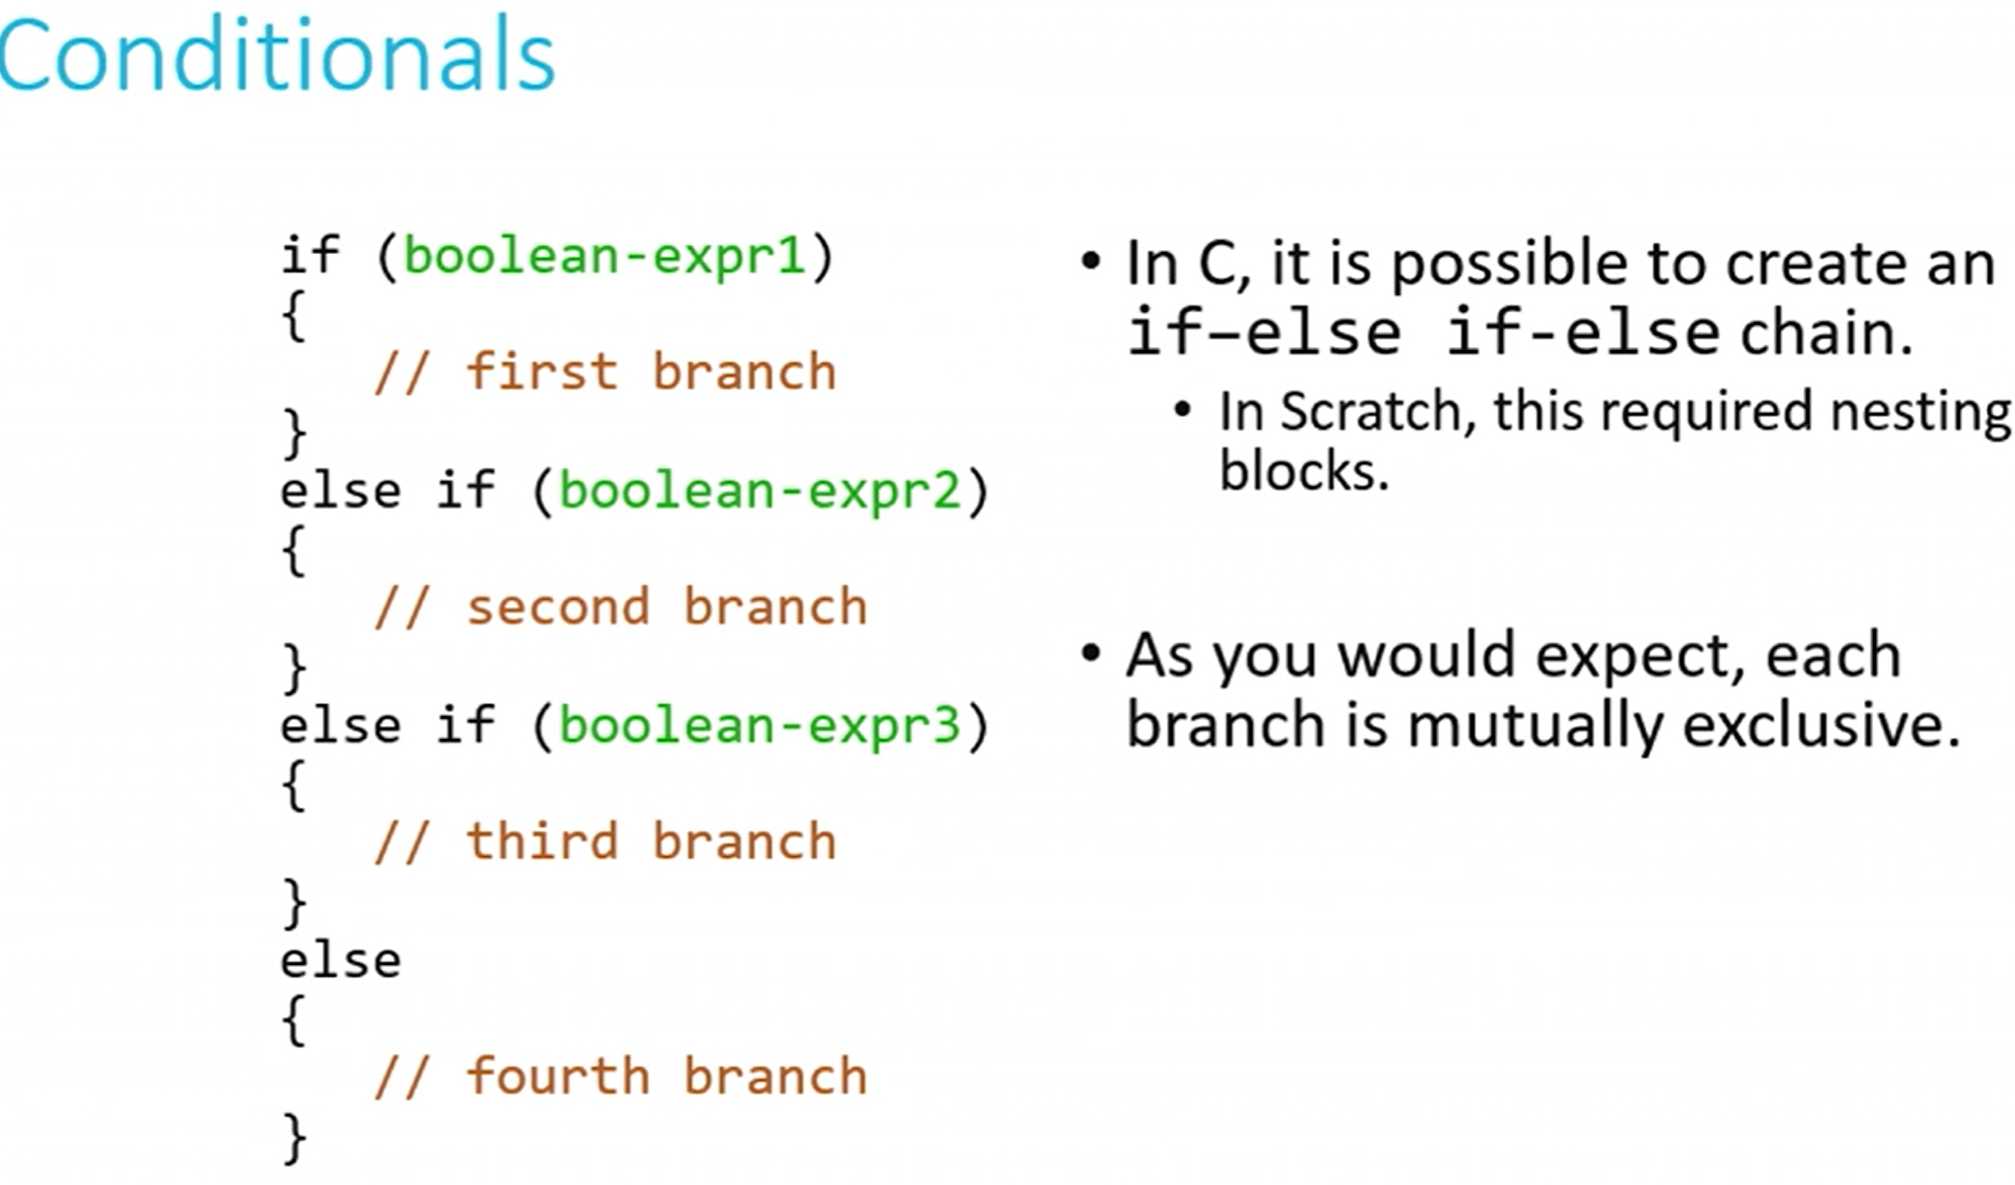 Conditionals
if (boolean-expr1)
{
// first branch
}
else if (boolean-expr2)
{
// second branch
}
else if (boolean-expr3)
{
// third branch
}
else
{
// fourth branch
}
• In C, it is possible to create an
if–else if-else chain.
• In Scratch, this required nesting
blocks.
• As you would expect, each
branch is mutually exclusive.